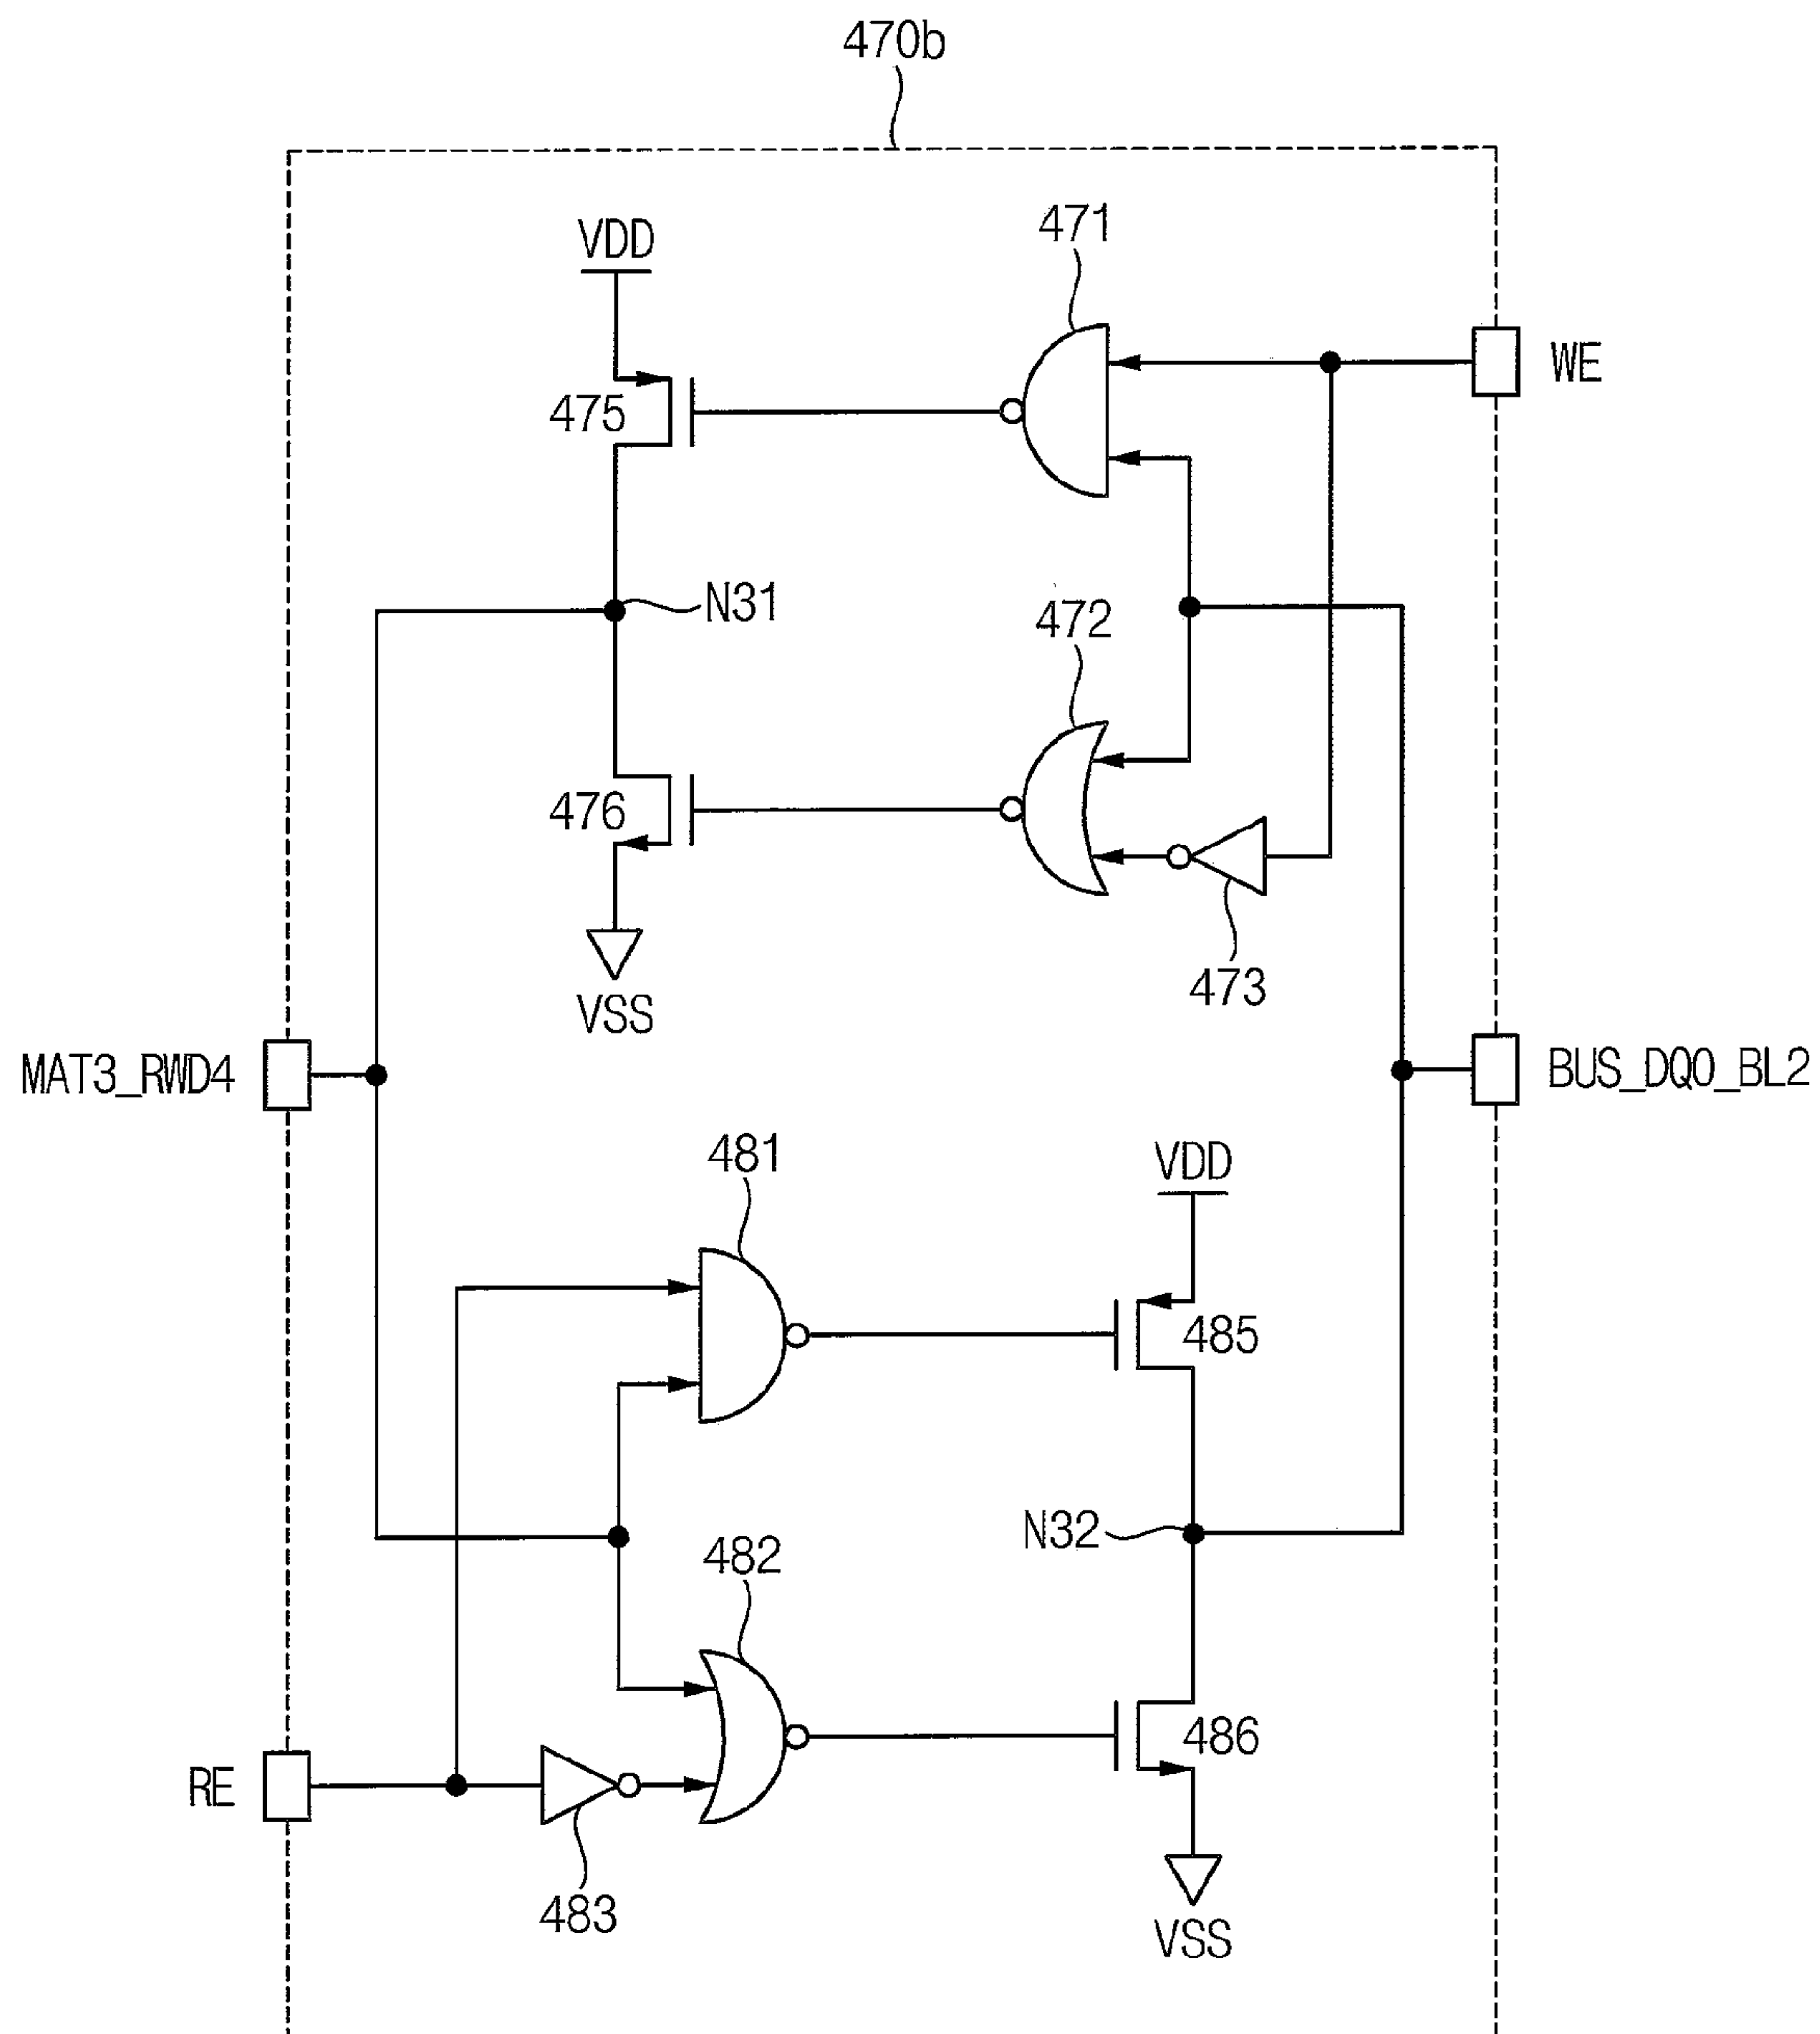 470b
VDD
471
WE
475
N31
472
476
473
VSS
MAT3_RWD4
BUS_DQ0_BL2
481
VDD
485
N32
482
486
RE
483
VSS